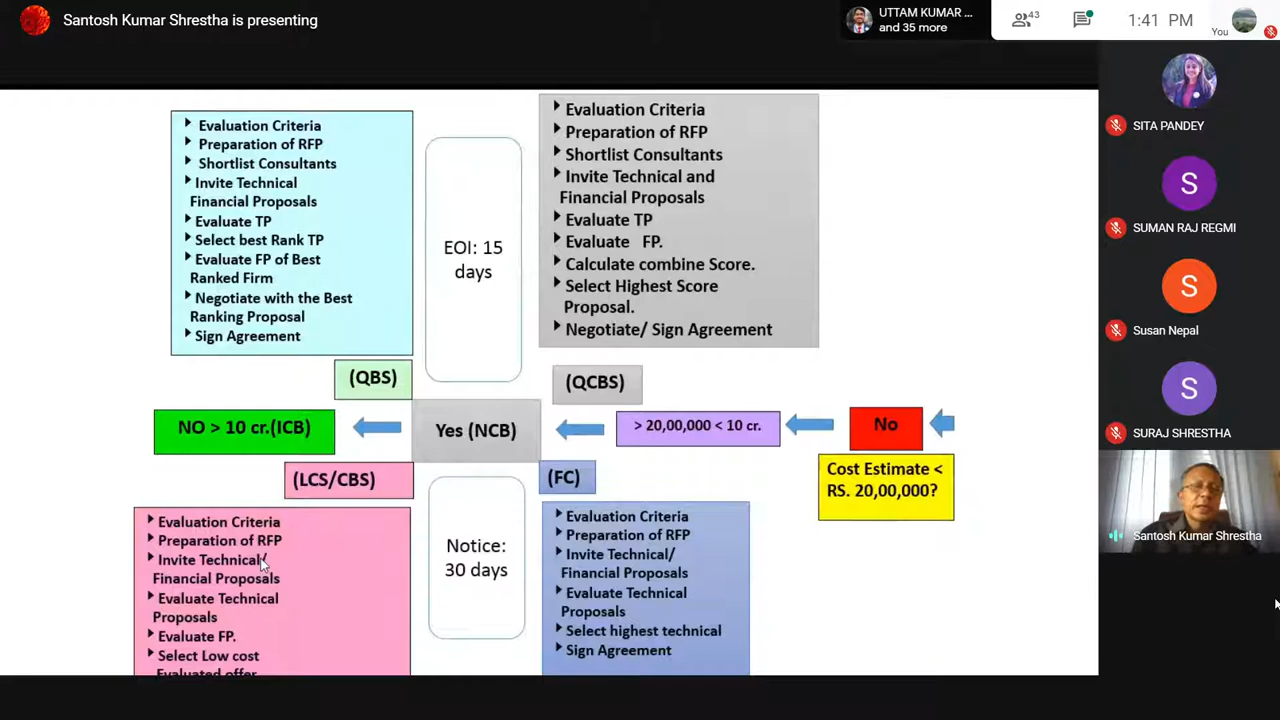 Santosh Kumar Shrestha is presenting
UTTAM KUMAR ...
and 35 more
43
1:41 PM
You
Evaluation Criteria
Preparation of RFP
Shortlist Consultants
Invite Technical
Financial Proposals
Evaluate TP
Select best Rank TP
Evaluate FP of Best
Ranked Firm
Negotiate with the Best
Ranking Proposal
Sign Agreement
EOI: 15
days
Evaluation Criteria
Preparation of RFP
Shortlist Consultants
Invite Technical and
Financial Proposals
Evaluate TP
Evaluate FP.
Calculate combine Score.
Select Highest Score
Proposal.
Negotiate/ Sign Agreement
(QBS)
(QCBS)
NO > 10 cr.(ICB)
Yes (NCB)
> 20,00,000 < 10 cr.
No
Cost Estimate <
RS. 20,00,000?
(LCS/CBS)
(FC)
Evaluation Criteria
Preparation of RFP
Invite Technical/
Financial Proposals
Evaluate Technical
Proposals
Evaluate FP.
Select Low cost
Evaluated offer
Notice:
30 days
Evaluation Criteria
Preparation of RFP
Invite Technical/
Financial Proposals
Evaluate Technical
Proposals
Select highest technical
Sign Agreement
SITA PANDEY
S
SUMAN RAJ REGMI
S
Susan Nepal
S
SURAJ SHRESTHA
Santosh Kumar Shrestha